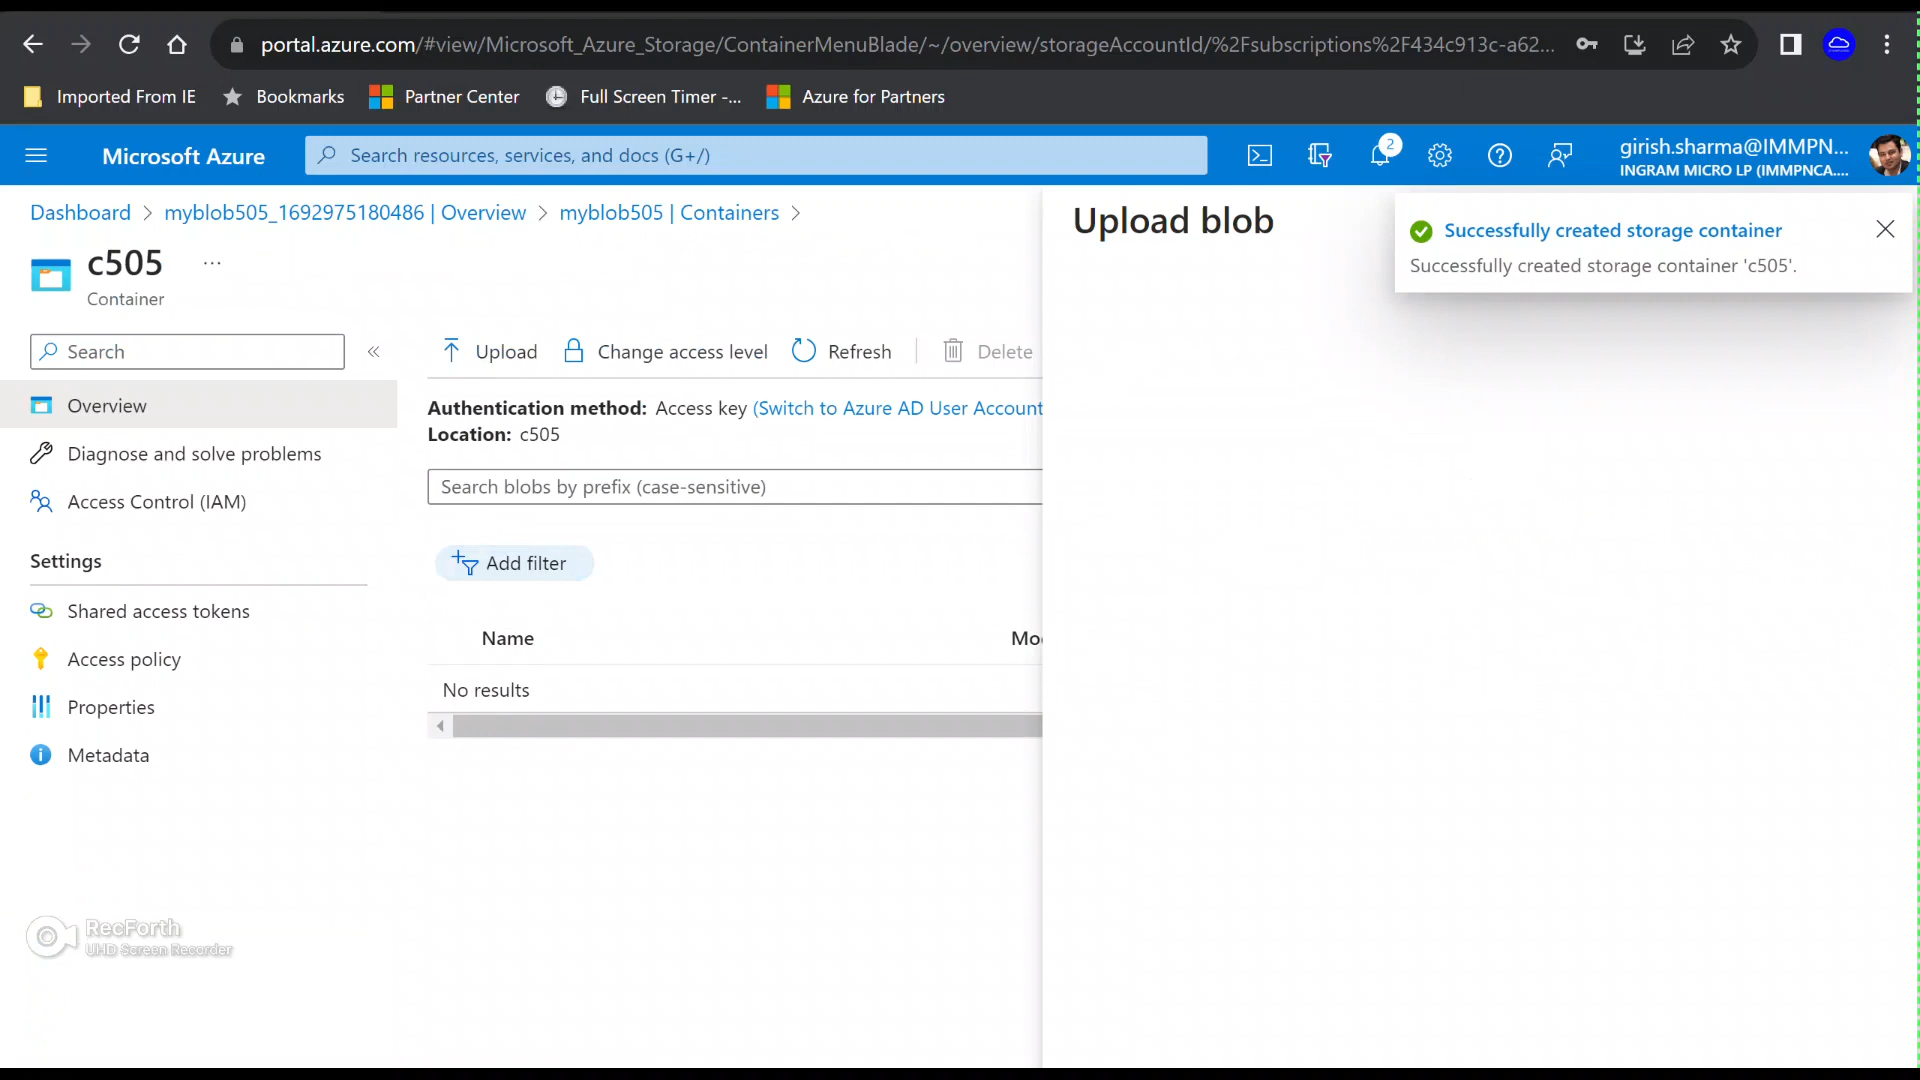 portal.azure.com/#view/Microsoft_Azure_Storage/ContainerMenuBlade/~/overview/storageAccountId/%2Fsubscriptions%2F434c913c-a62...
Imported From IE
Bookmarks
Partner Center
Full Screen Timer -...
Azure for Partners
Microsoft Azure
Search resources, services, and docs (G+/)
2
girish.sharma@IMMPN...
INGRAM MICRO LP (IMMPNCA....
Dashboard > myblob505_1692975180486 | Overview > myblob505 | Containers >
c505
...
Container
Search
«
Overview
Diagnose and solve problems
Access Control (IAM)
Settings
Shared access tokens
Access policy
Properties
Metadata
Upload
Change access level
Refresh
Delete
Authentication method: Access key (Switch to Azure AD User Account
Location: c505
Search blobs by prefix (case-sensitive)
Add filter
Name
Mo
No results
Upload blob
Successfully created storage container
Successfully created storage container 'c505'.
RecForth
UHD Screen Recorder